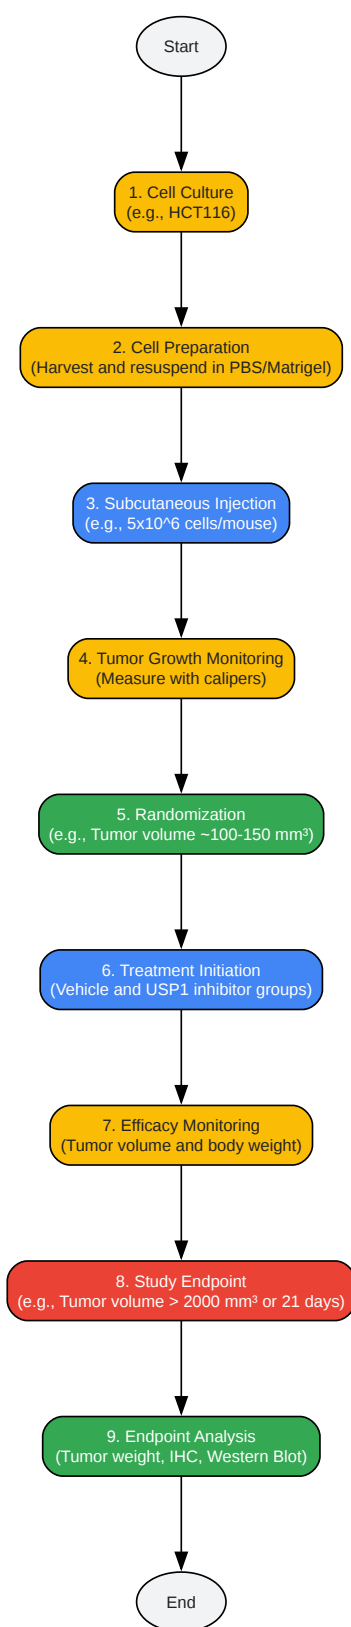 Start
1. Cell Culture
(e.g., HCT116)
2. Cell Preparation
(Harvest and resuspend in PBS/Matrigel)
3. Subcutaneous Injection
(e.g., 5x10^6 cells/mouse)
4. Tumor Growth Monitoring
(Measure with calipers)
5. Randomization
(e.g., Tumor volume ~100-150 mm³)
6. Treatment Initiation
(Vehicle and USP1 inhibitor groups)
7. Efficacy Monitoring
(Tumor volume and body weight)
8. Study Endpoint
(e.g., Tumor volume > 2000 mm³ or 21 days)
9. Endpoint Analysis
(Tumor weight, IHC, Western Blot)
End